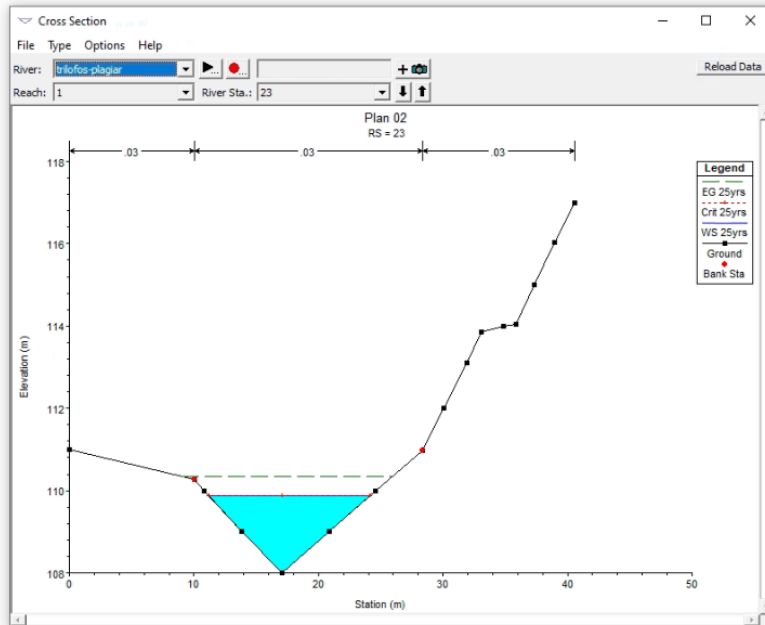 Cross Section
File Type Options Help
River: trilofos-plagiar Reload Data
Reach: 1 River Sta.: 23
Plan 02
RS = 23
.03 .03 .03
Legend
EG 25yrs
Crit 25yrs
WS 25yrs
Ground
Bank Sta
118
116
114
112
110
108
Elevation (m)
0 10 20 30 40 50
Station (m)